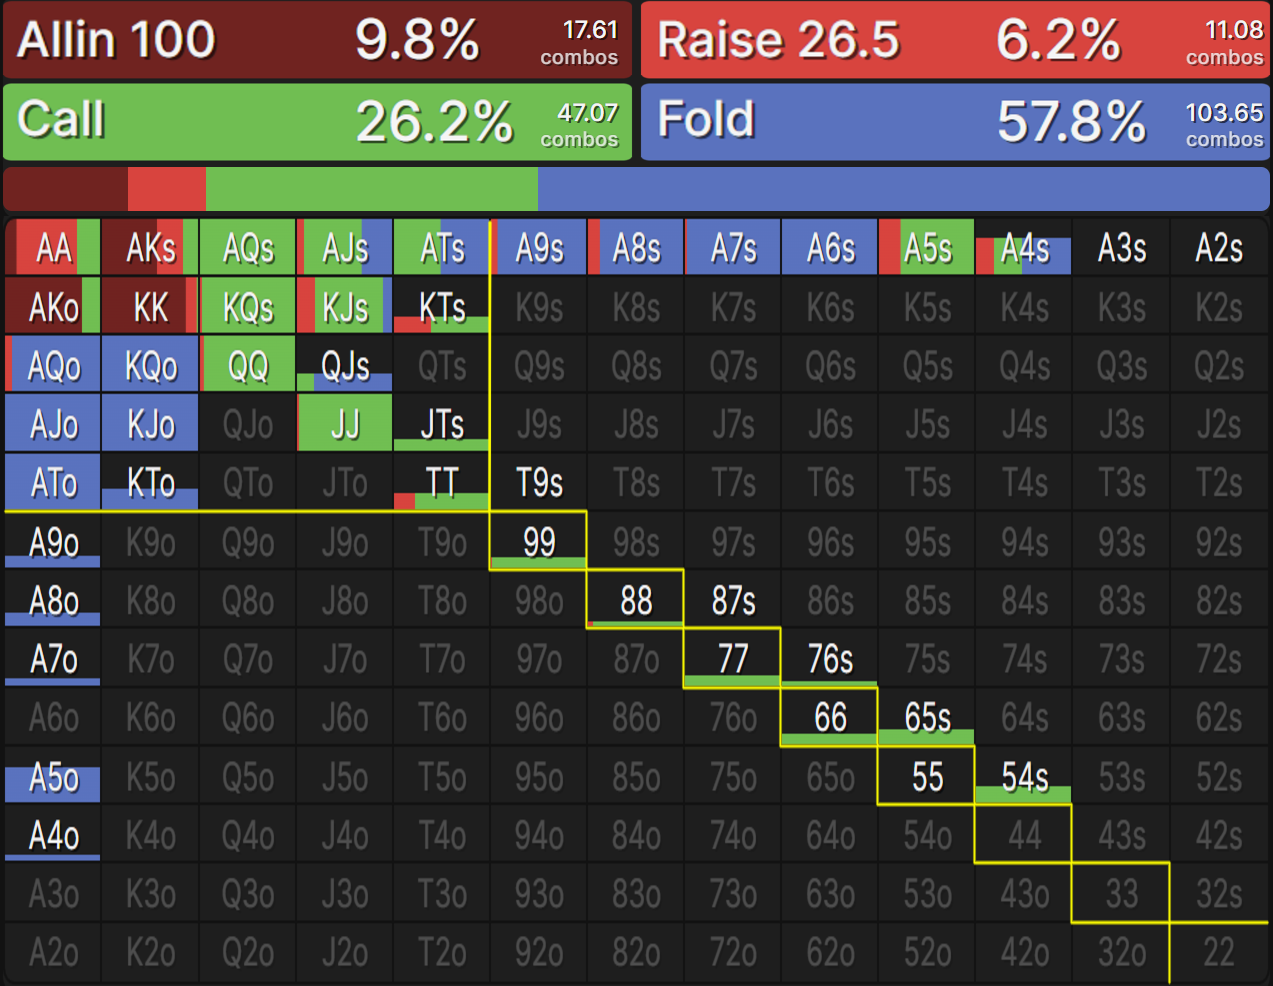 Allin 100 9.8% 17.61 combos Raise 26.5 6.2% 11.08 combos
Call 26.2% 47.07 combos Fold 57.8% 103.65 combos
AA AKs AQs AJs ATs A9s A8s A7s A6s A5s A4s A3s A2s
AKo KK KQs KJs KTs K9s K8s K7s K6s K5s K4s K3s K2s
AQo KQo QQ QJs QTs Q9s Q8s Q7s Q6s Q5s Q4s Q3s Q2s
AJo KJo QJo JJ JTs J9s J8s J7s J6s J5s J4s J3s J2s
ATo KTo QTo JTo TT T9s T8s T7s T6s T5s T4s T3s T2s
A9o K9o Q9o J9o T9o 99 98s 97s 96s 95s 94s 93s 92s
A8o K8o Q8o J8o T8o 98o 88 87s 86s 85s 84s 83s 82s
A7o K7o Q7o J7o T7o 97o 87o 77 76s 75s 74s 73s 72s
A6o K6o Q6o J6o T6o 96o 86o 76o 66 65s 64s 63s 62s
A5o K5o Q5o J5o T5o 95o 85o 75o 65o 55 54s 53s 52s
A4o K4o Q4o J4o T4o 94o 84o 74o 64o 54o 44 43s 42s
A3o K3o Q3o J3o T3o 93o 83o 73o 63o 53o 43o 33 32s
A2o K2o Q2o J2o T2o 92o 82o 72o 62o 52o 42o 32o 22